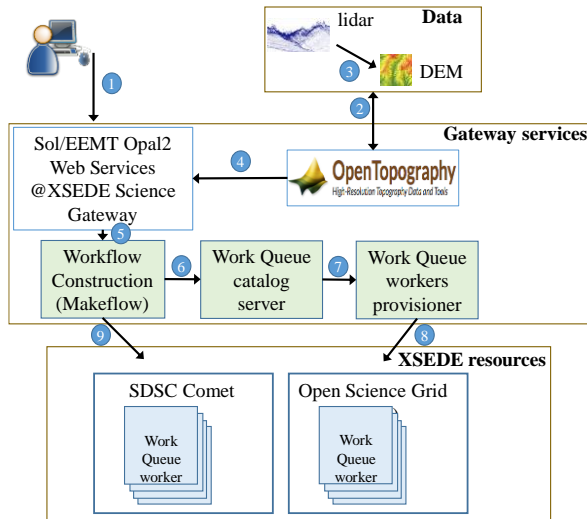 Data
lidar
3
DEM
1
2
Gateway services
Sol/EEMT Opal2
Web Services
@XSEDE Science
Gateway
4
OpenTopography
High-Resolution Topography Data and Tools
5
Workflow
Construction
(Makeflow)
6
Work Queue
catalog
server
7
Work Queue
workers
provisioner
9
8
XSEDE resources
SDSC Comet
Work
Queue
worker
Open Science Grid
Work
Queue
worker